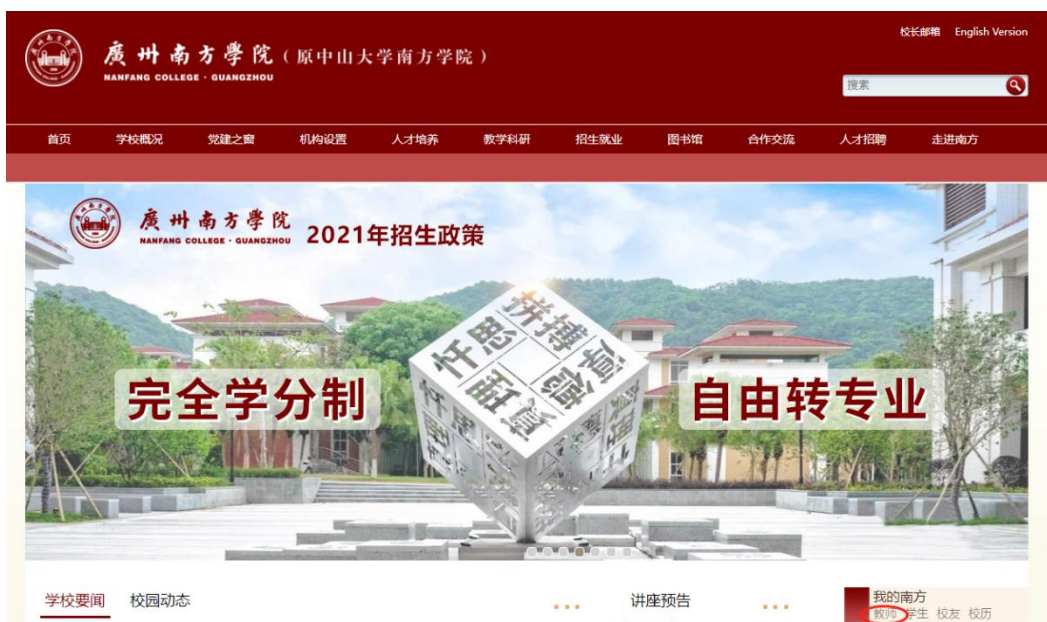 校长邮箱 English Version
廣州南方學院（原中山大学南方学院）
NANFANG COLLEGE · GUANGZHOU
搜索
首页 学校概况 党建之窗 机构设置 人才培养 教学科研 招生就业 图书馆 合作交流 人才招聘 走进南方
廣州南方學院 2021年招生政策
NANFANG COLLEGE · GUANGZHOU
拼搏
厚德
完全学分制 自由转专业
学校要闻 校园动态 讲座预告 我的南方
教师 学生 校友 校历